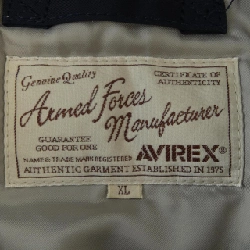 Genuine Quality
CERTIFICATE OF
AUTHENTICITY
Armed Forces
Manufacturer
GUARANTEE
GOOD FOR ONE
NAME & TRADE MARK REGISTERED
AVIREX®
AUTHENTIC GARMENT ESTABLISHED IN 1975
XL